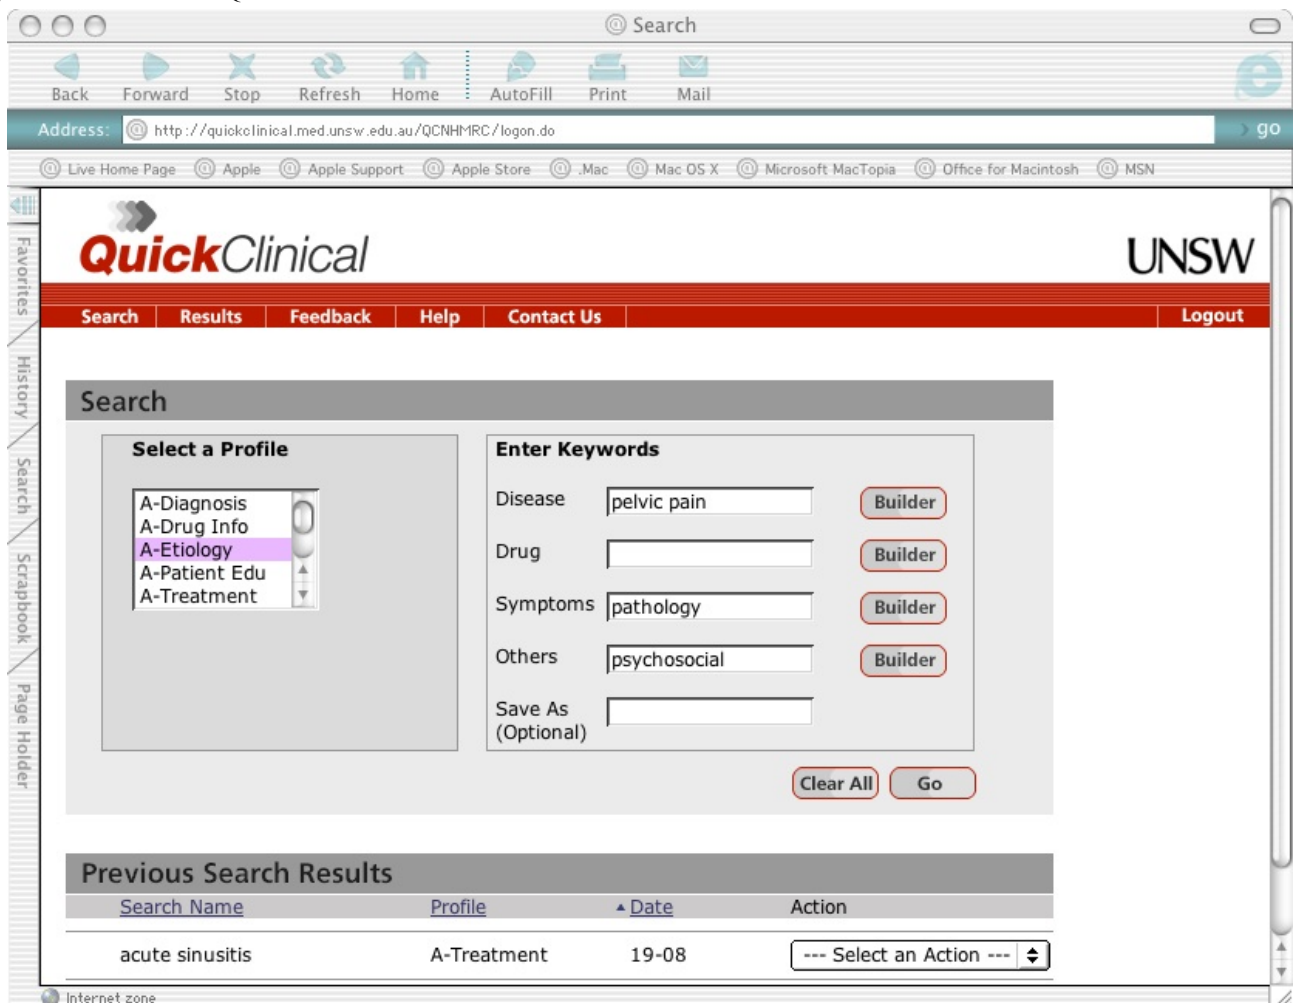 Search
Back Forward Stop Refresh Home AutoFill Print Mail
Address: http://quickclinical.med.unsw.edu.au/QCNHMRC/logon.do go
Live Home Page Apple Apple Support Apple Store .Mac Mac OS X Microsoft MacTopia Office for Macintosh MSN
Favorites
History
Search
Scrapbook
Page Holder
QuickClinical
UNSW
Search Results Feedback Help Contact Us Logout
Search
Select a Profile
A-Diagnosis
A-Drug Info
A-Etiology
A-Patient Edu
A-Treatment
Enter Keywords
Disease pelvic pain Builder
Drug Builder
Symptoms pathology Builder
Others psychosocial Builder
Save As
(Optional)
Clear All Go
Previous Search Results
Search Name Profile Date Action
acute sinusitis A-Treatment 19-08 --- Select an Action ---
Internet zone